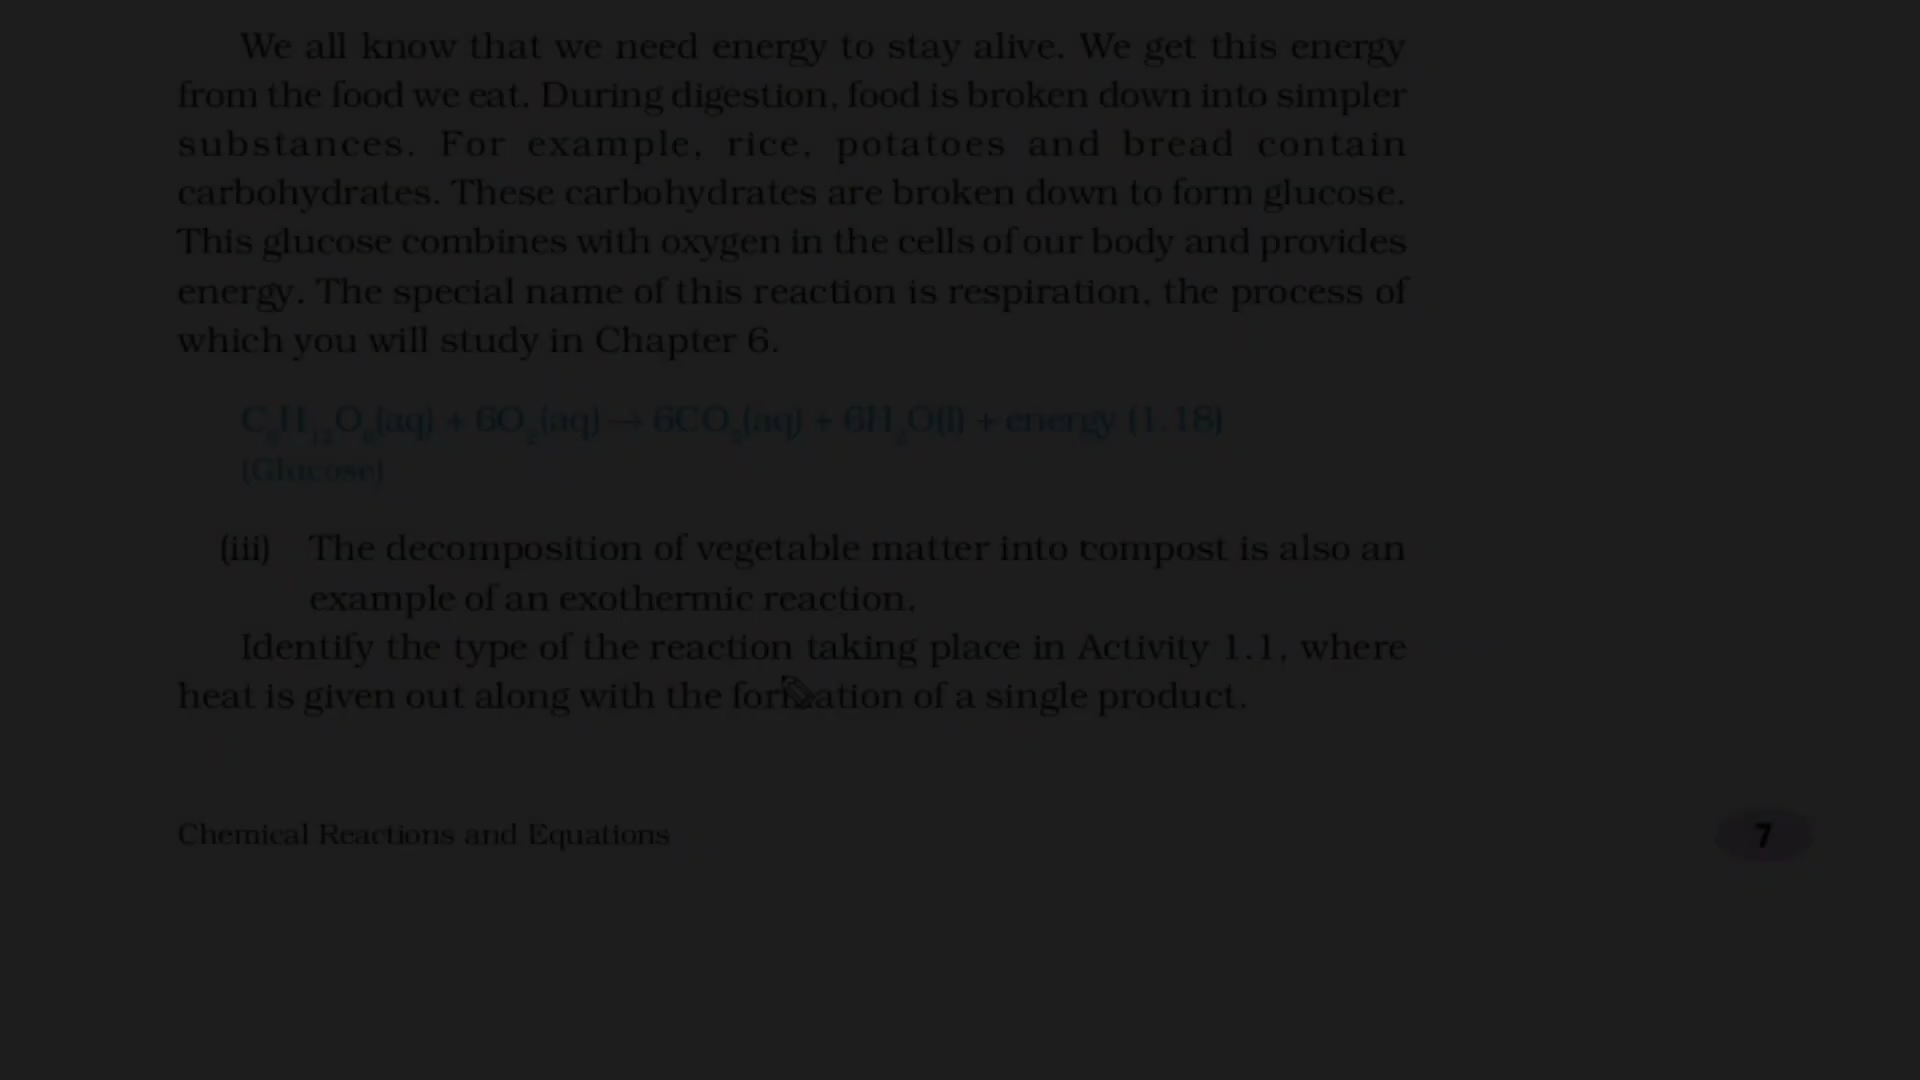 We all know that we need energy to stay alive. We get this energy
from the food we eat. During digestion, food is broken down into simpler
substances. For example, rice, potatoes and bread contain
carbohydrates. These carbohydrates are broken down to form glucose.
This glucose combines with oxygen in the cells of our body and provides
energy. The special name of this reaction is respiration, the process of
which you will study in Chapter 6.
C₆H₁₂O₆(aq) + 6O₂(aq) → 6CO₂(aq) + 6H₂O(l) + energy (1.18)
(Glucose)
(iii) The decomposition of vegetable matter into compost is also an
example of an exothermic reaction.
Identify the type of the reaction taking place in Activity 1.1, where
heat is given out along with the formation of a single product.
Chemical Reactions and Equations
7